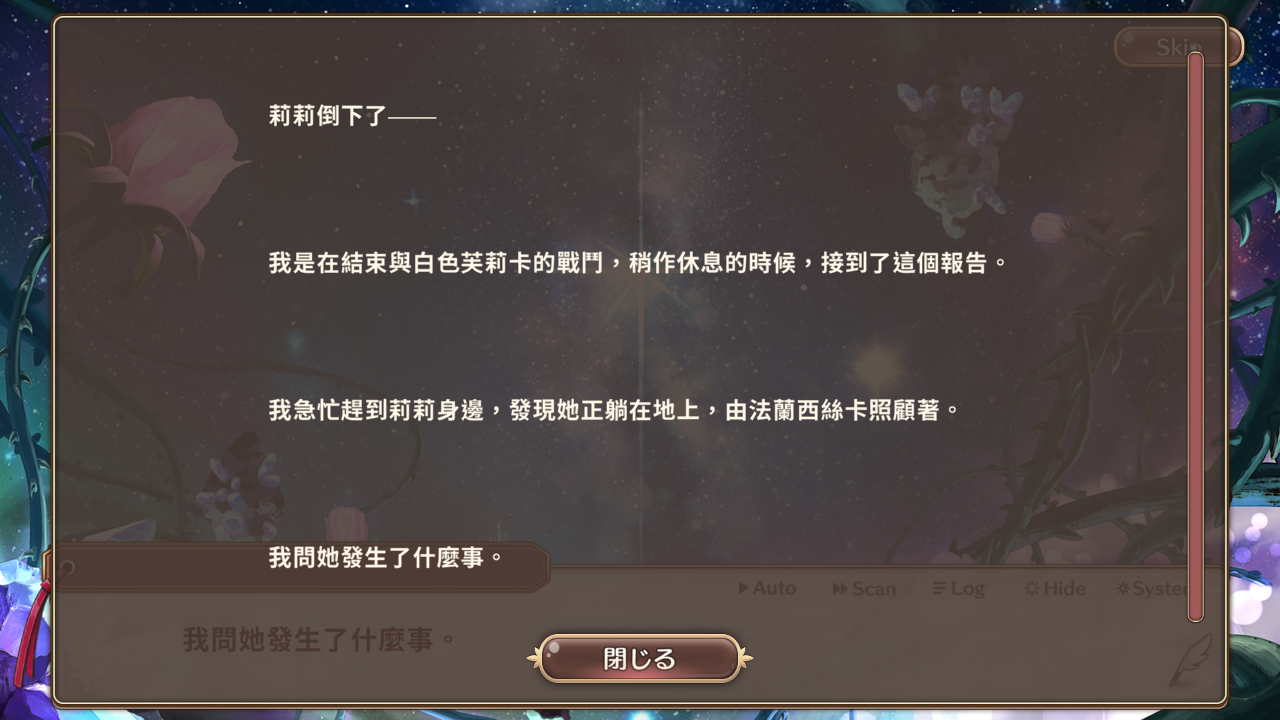 Skip
莉莉倒下了——
我是在結束與白色芙莉卡的戰鬥，稍作休息的時候，接到了這個報告。
我急忙趕到莉莉身邊，發現她正躺在地上，由法蘭西絲卡照顧著。
我問她發生了什麼事。
Auto Scan Log Hide System
我問她發生了什麼事。
閉じる